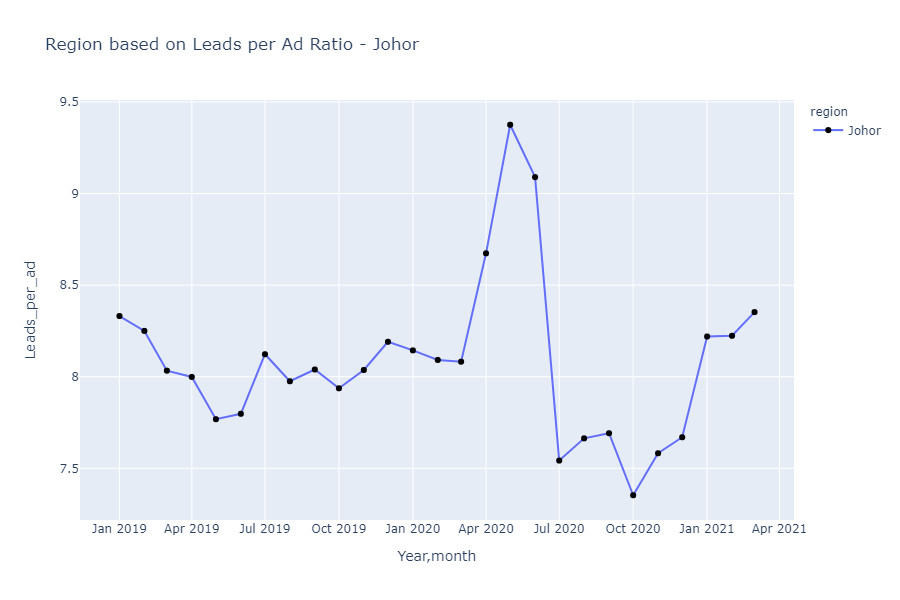 Region based on Leads per Ad Ratio - Johor
region
Johor
9.5
9
8.5
8
7.5
Leads_per_ad
Jan 2019 Apr 2019 Jul 2019 Oct 2019 Jan 2020 Apr 2020 Jul 2020 Oct 2020 Jan 2021 Apr 2021
Year,month